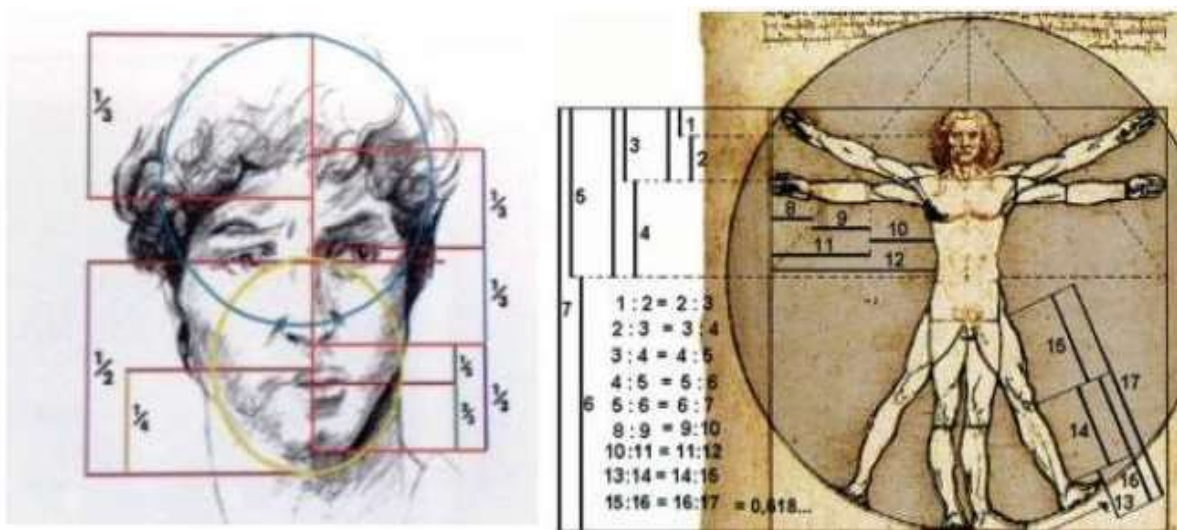 1/3
1/3
1/3
1/2
1/3
1/3
2/3
1/4
1
3
2
5
4
8
9
10
11
12
7
6
1:2 = 2:3
2:3 = 3:4
3:4 = 4:5
4:5 = 5:6
5:6 = 6:7
8:9 = 9:10
10:11 = 11:12
13:14 = 14:15
15:16 = 16:17 = 0,618...
15
17
14
16
13